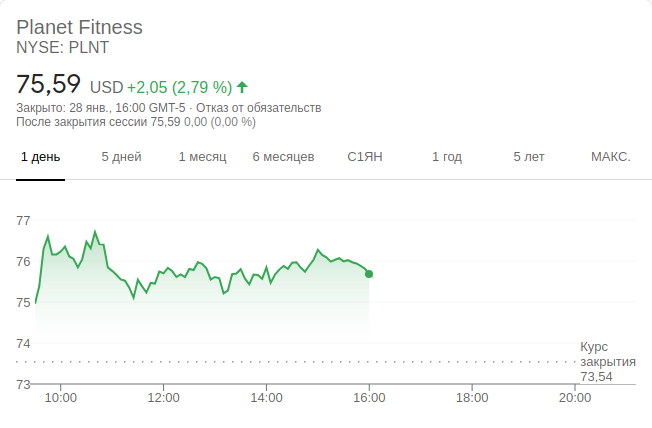 Planet Fitness
NYSE: PLNT
75,59 USD +2,05 (2,79 %)
Закрыто: 28 янв., 16:00 GMT-5 · Отказ от обязательств
После закрытия сессии 75,59 0,00 (0,00 %)
1 день 5 дней 1 месяц 6 месяцев С1ЯН 1 год 5 лет МАКС.
77
76
75
74
Курс
закрытия
73,54
73
10:00 12:00 14:00 16:00 18:00 20:00